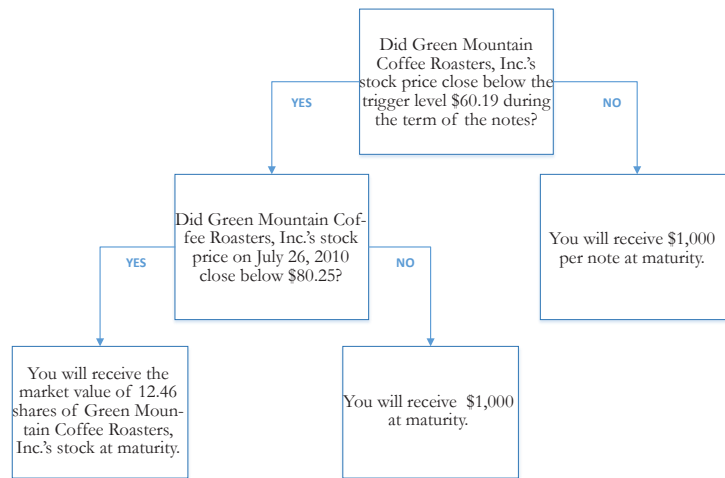 Did Green Mountain
Coffee Roasters, Inc.'s
stock price close below the
trigger level $60.19 during
the term of the notes?
YES
NO
Did Green Mountain Cof-
fee Roasters, Inc.'s stock
price on July 26, 2010
close below $80.25?
You will receive $1,000
per note at maturity.
YES
NO
You will receive the
market value of 12.46
shares of Green Moun-
tain Coffee Roasters,
Inc.'s stock at maturity.
You will receive $1,000
at maturity.